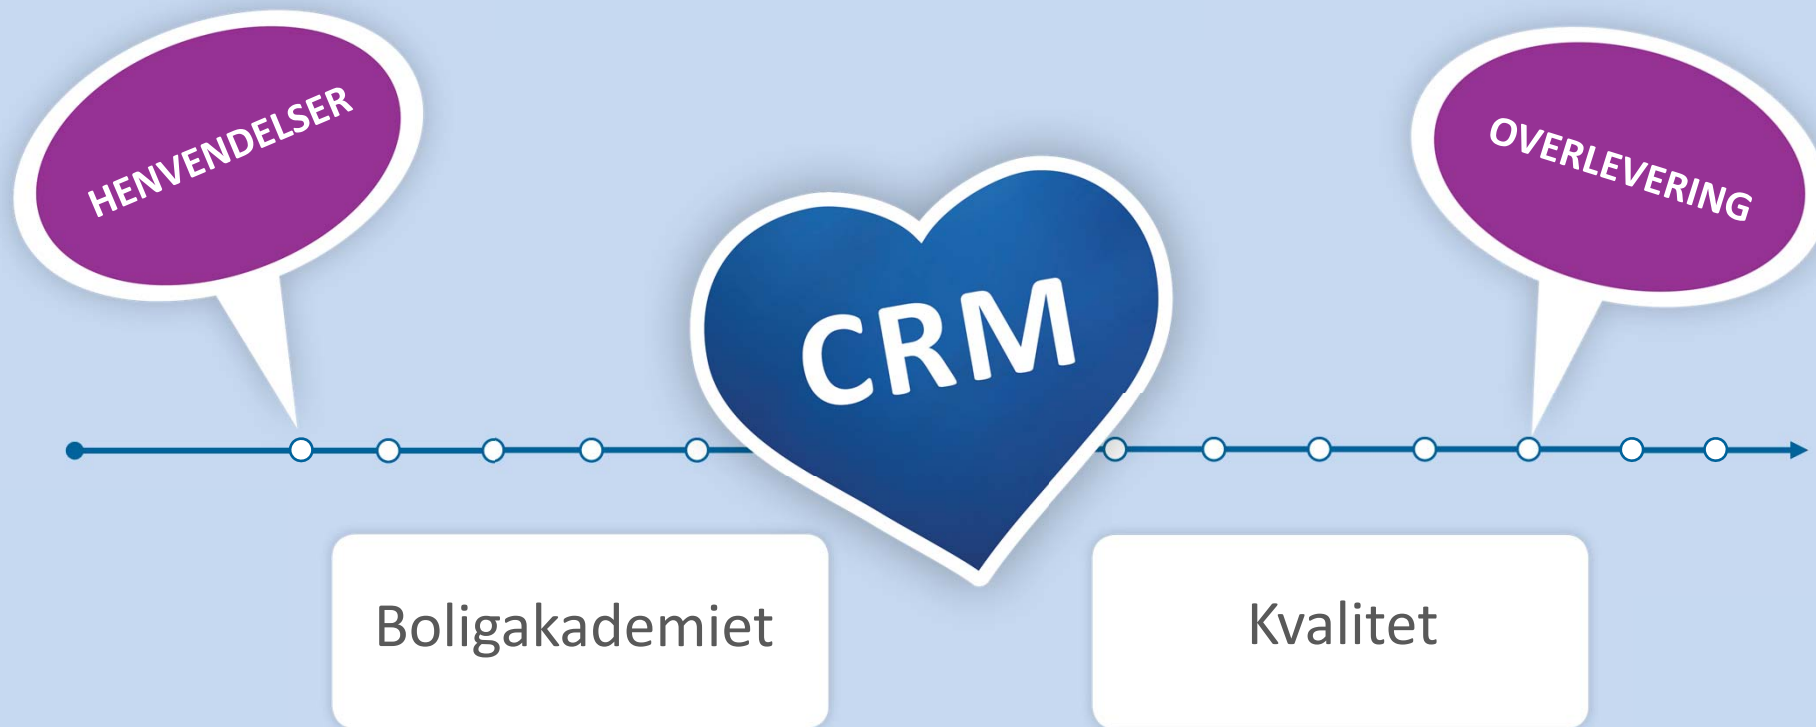 HENVENDELSER
OVERLEVERING
CRM
Boligakademiet
Kvalitet